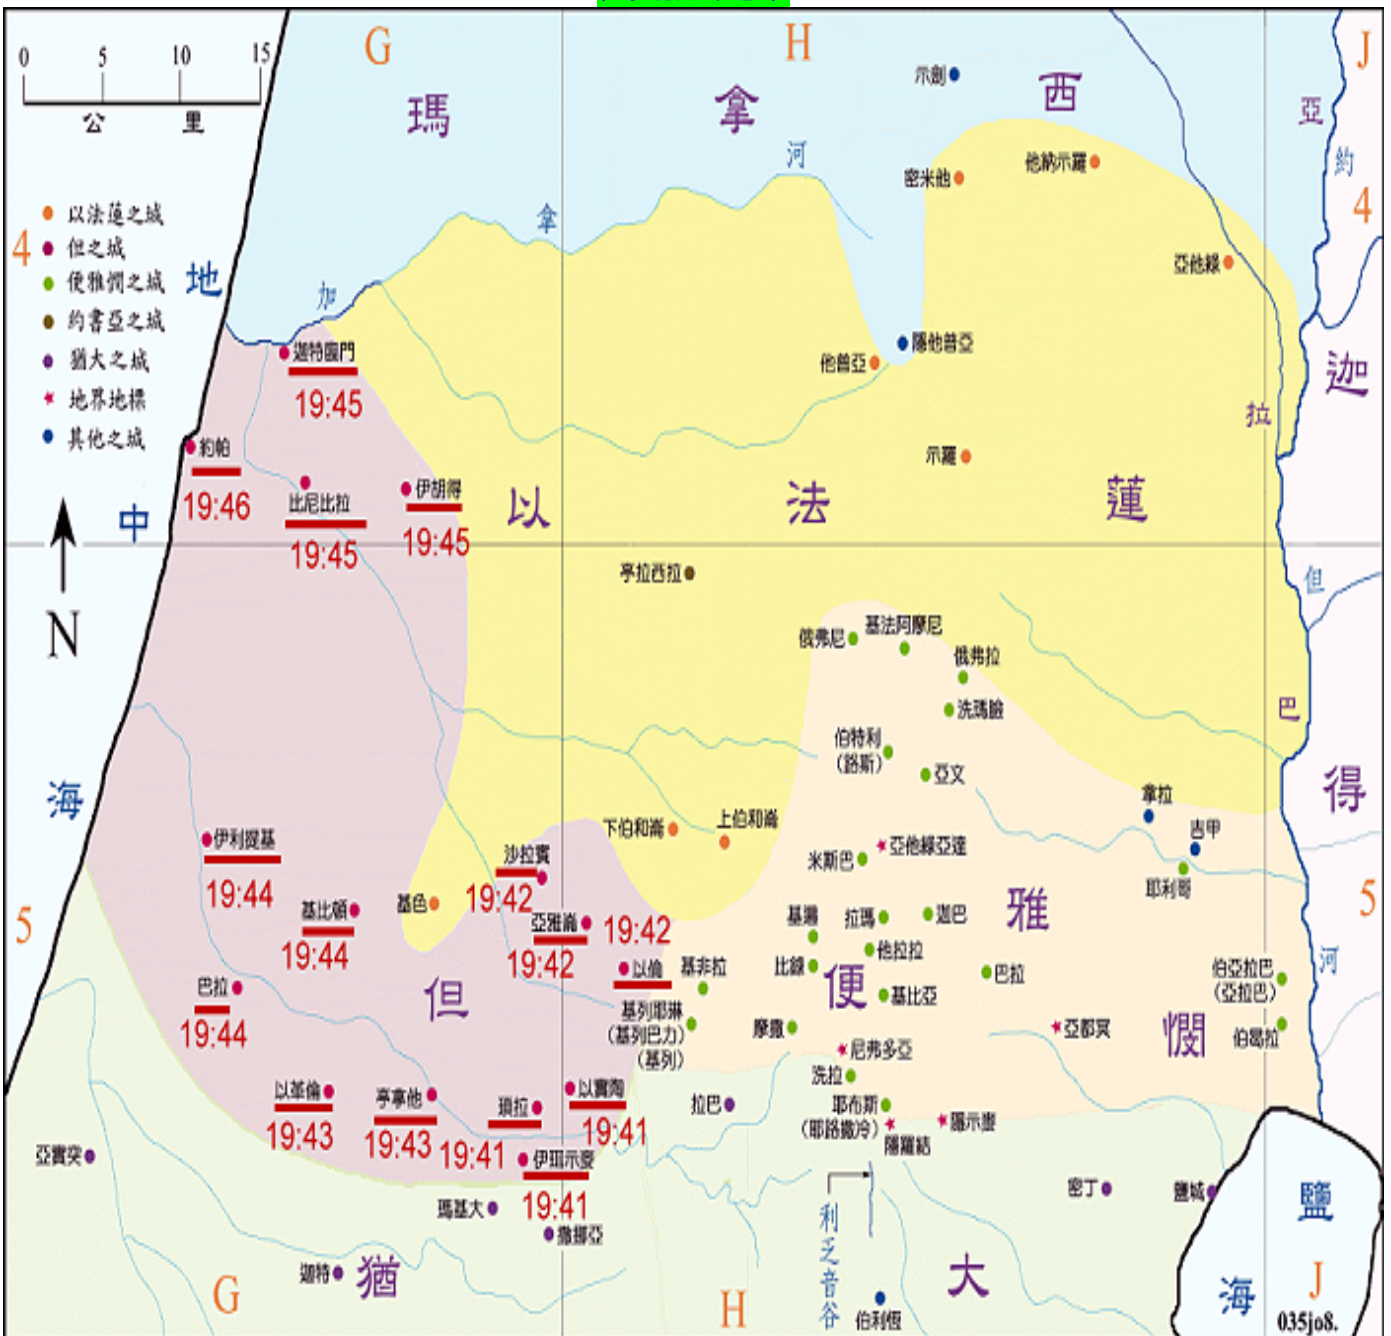 G
H
J
0 5 10 15
公 里
瑪 拿 西
示劍
亞
約
4
河
密米他
他納示羅
以法蓮之城
但之城
便雅憫之城
約書亞之城
猶大之城
地界地標
其他之城
4
地
拿
加
亞他綠
迦特臨門
19:45
他普亞
隱他普亞
迦
拉
約帕
19:46
比尼比拉
19:45
伊胡得
19:45
示羅
以 法 蓮
中
N
亭拉西拉
但
俄弗尼
基法阿摩尼
俄弗拉
洗瑪臉
巴
伯特利
(路斯)
亞文
海
得
拿拉
吉甲
耶利哥
下伯和崙
上伯和崙
伊利提基
19:44
沙拉賓
19:42
米斯巴
亞他綠亞達
5
基比頓
19:44
基色
亞雅崙
19:42
19:42
以倫
基遍
拉瑪
迦巴
雅
5
他拉拉
比錄
基非拉
便
基比亞
巴拉
伯亞拉巴
(亞拉巴)
河
巴拉
19:44
但
基列耶琳
(基列巴力)
(基列)
摩撒
亞都冥
憫
伯曷拉
尼弗多亞
洗拉
以革倫
19:43
亭拿他
19:43
瑣拉
19:41
以實陶
19:41
拉巴
耶布斯
(耶路撒冷)
隱示麥
隱羅結
亞實突
伊珥示麥
19:41
瑪基大
撒挪亞
密丁
鹽城
鹽
利乏音谷
迦特
猶
大
海
G
H
J
伯利恆
035jo8.